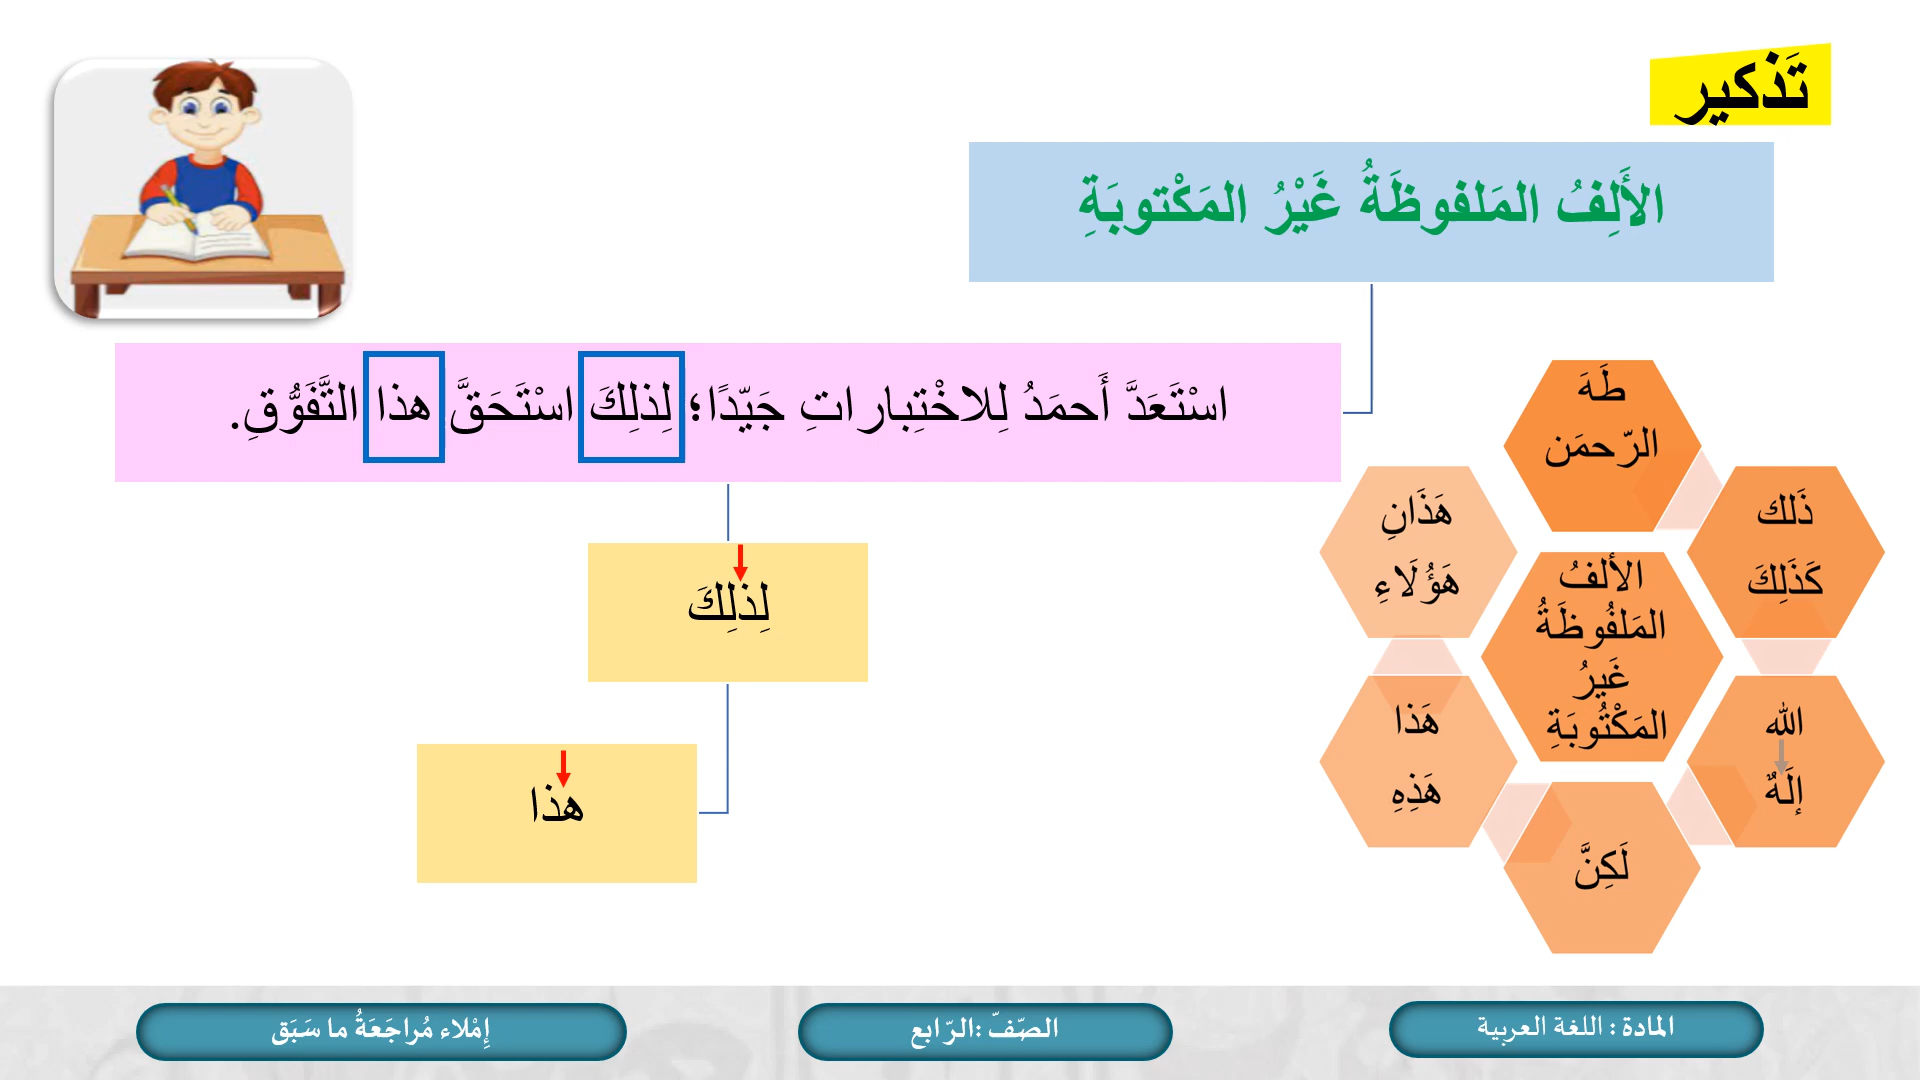 تَذكير
الأَلِفُ المَلفوظَةُ غَيْرُ المَكْتوبَةِ
اسْتَعَدَّ أَحمَدُ لِلاخْتِباراتِ جَيّدًا؛ لِذلِكَ اسْتَحَقَّ هذا التَّفَوُّقِ.
لِذلِكَ
هذا
طَهَ
الرّحمَن
ذَلك
كَذَلِكَ
الله
إلَهٌ
لَكِنَّ
هَذا
هَذِهِ
هَذَانِ
هَؤُلَاءِ
الألفُ
المَلفُوظَةُ
غَيرُ
المَكْتُوبَةِ
المادة : اللغة العربية
الصّفّ :الرّابع
إِمْلاء مُراجَعَةُ ما سَبَق